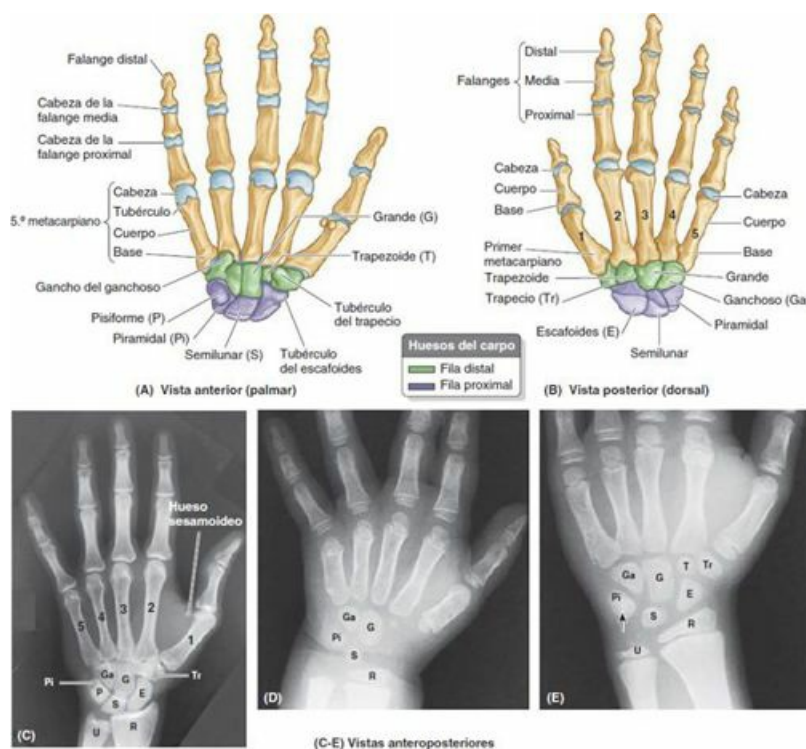 Falange distal
Cabeza de la
falange media
Cabeza de la
falange proximal
5.º metacarpiano
Cabeza
Tubérculo
Cuerpo
Base
Gancho del ganchoso
Pisiforme (P)
Piramidal (Pi)
Semilunar (S)
Tubérculo
del escafoides
Tubérculo
del trapecio
Trapezoide (T)
Grande (G)
(A) Vista anterior (palmar)
Huesos del carpo
Fila distal
Fila proximal
Falanges
Distal
Media
Proximal
Cabeza
Cuerpo
Base
Primer
metacarpiano
Trapezoide
Trapecio (Tr)
Escafoides (E)
Semilunar
Piramidal
Ganchoso (Ga
Grande
Base
Cuerpo
Cabeza
1
2
3
4
5
(B) Vista posterior (dorsal)
Hueso
sesamoideo
5
4
3
2
1
Pi
Ga
G
Tr
P
S
E
U
R
(C)
Ga
G
Pi
S
R
(D)
Ga
G
T
Tr
Pi
S
E
R
U
(E)
(C-E) Vistas anteroposteriores